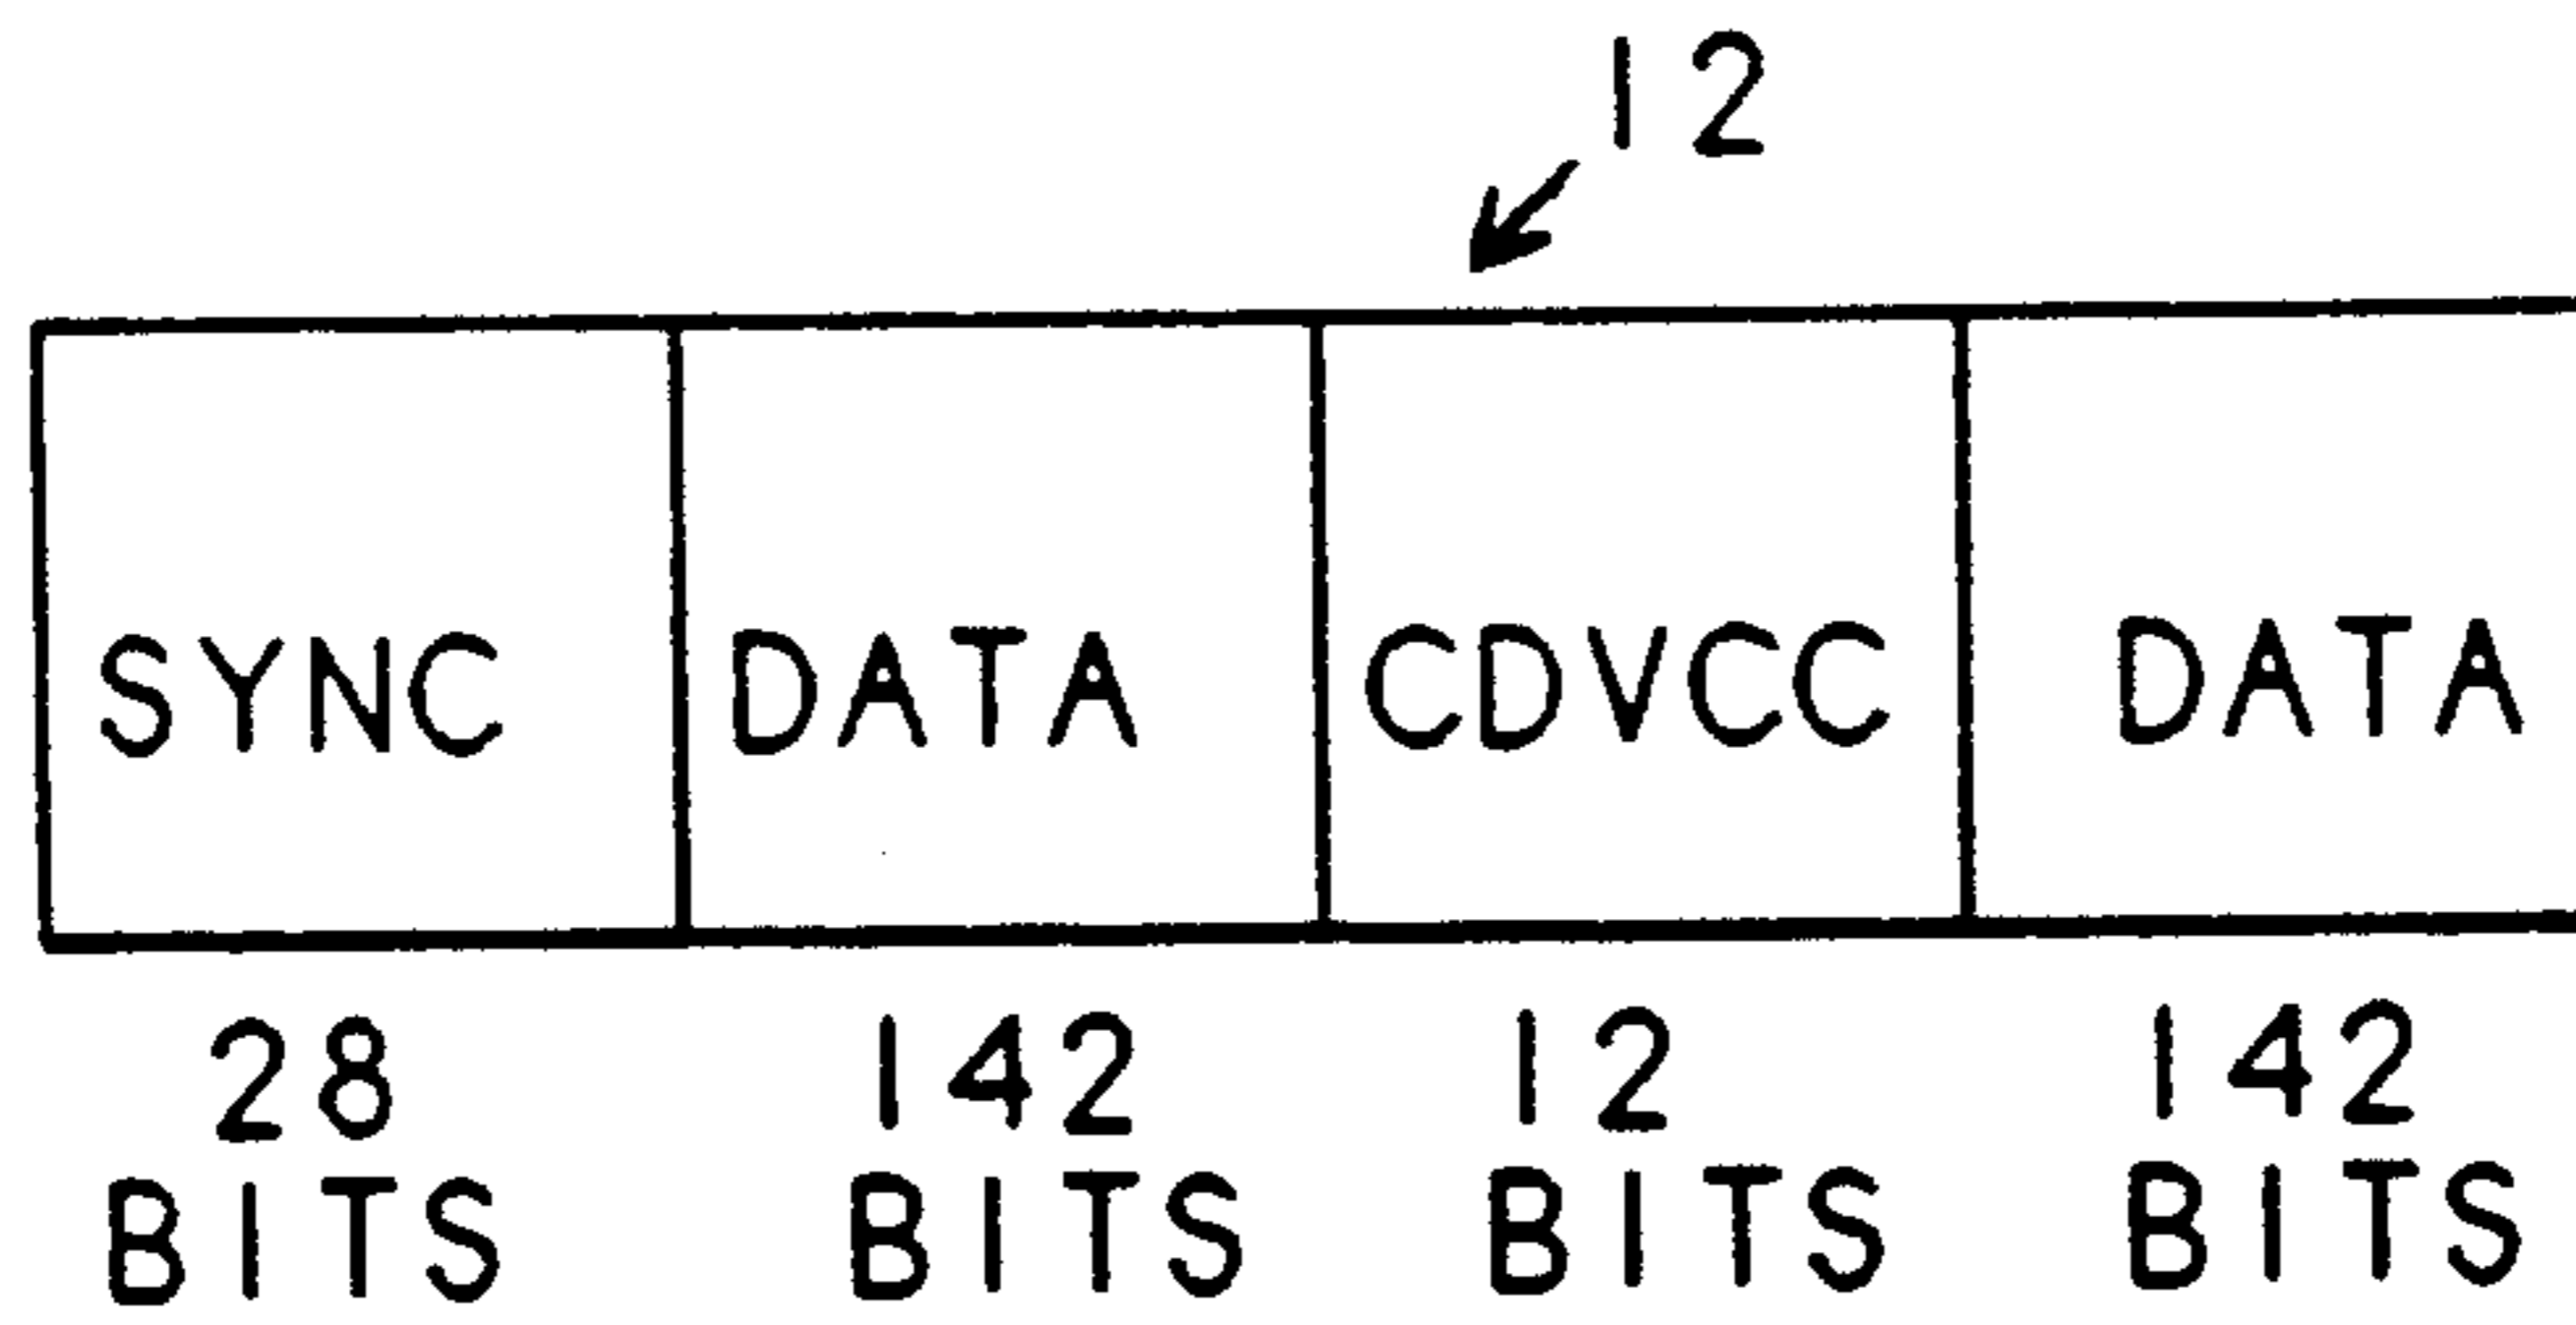 12
SYNC DATA CDVCC DATA
28 142 12 142
BITS BITS BITS BITS